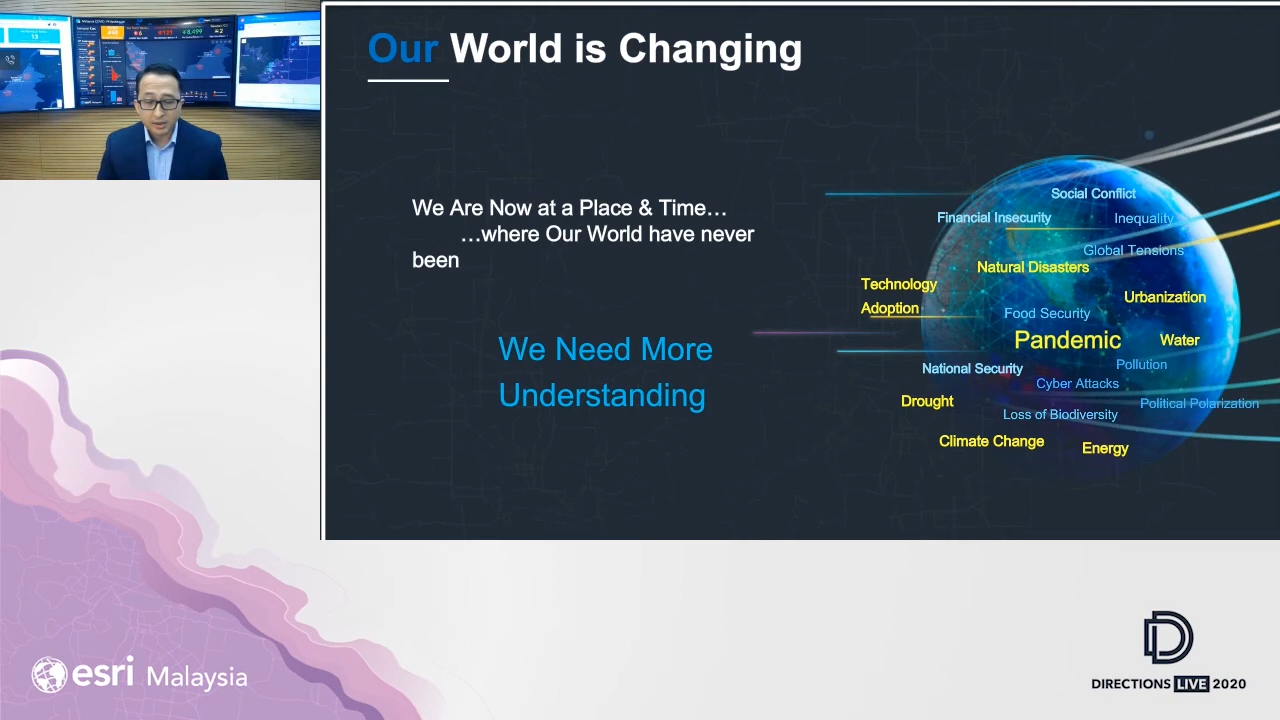 Our World is Changing
We Are Now at a Place & Time…
…where Our World have never
been
We Need More
Understanding
Social Conflict
Financial Insecurity
Inequality
Global Tensions
Natural Disasters
Technology
Adoption
Urbanization
Food Security
Pandemic
Water
National Security
Pollution
Cyber Attacks
Drought
Political Polarization
Loss of Biodiversity
Climate Change
Energy
esri Malaysia
DIRECTIONS LIVE 2020